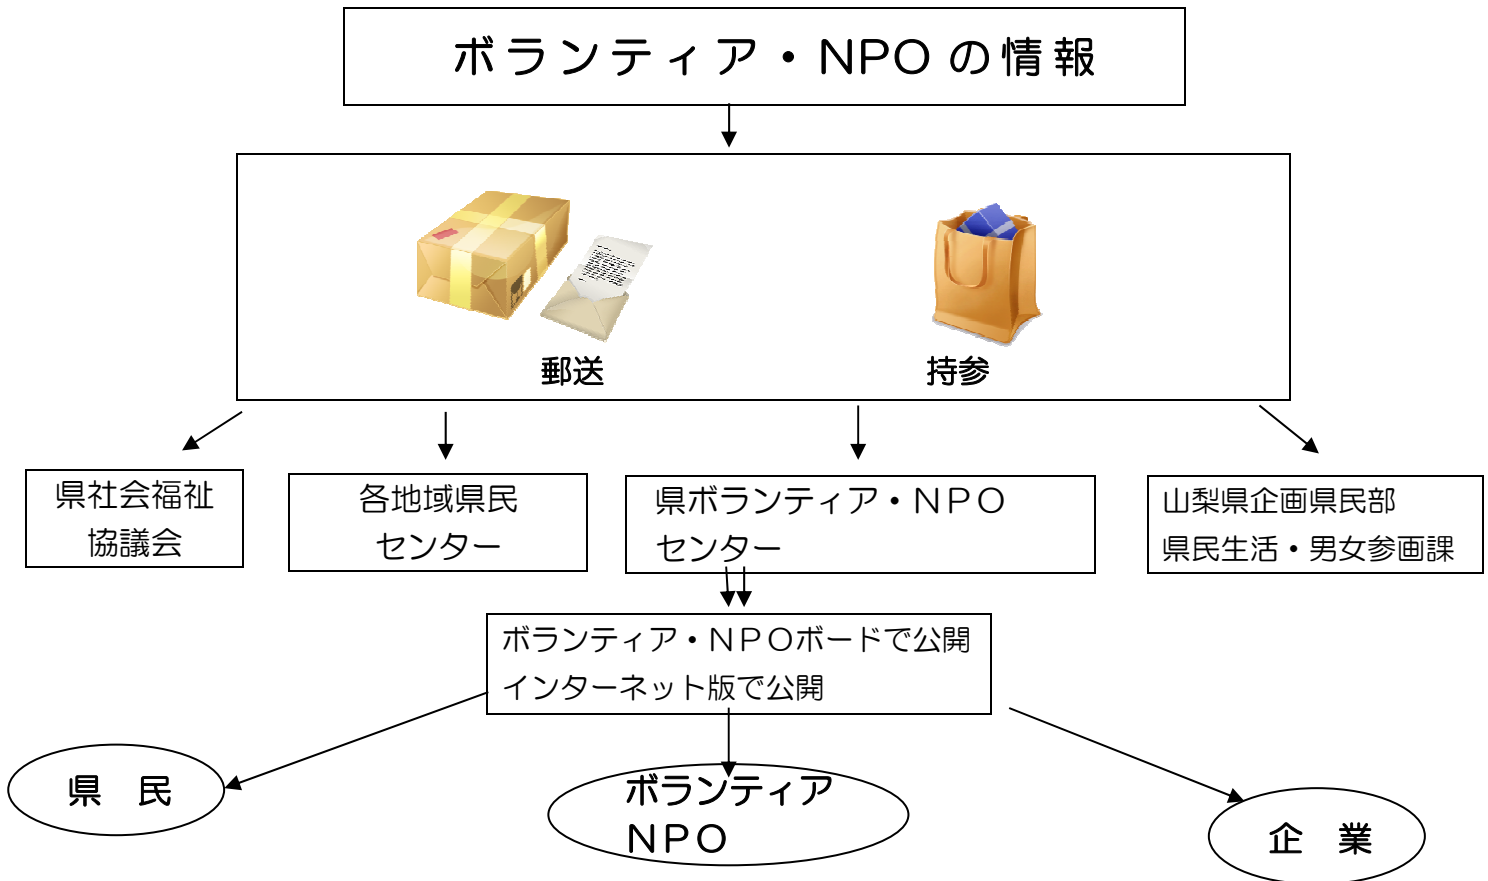 ボランティア・NPOの情報
郵送
持参
県社会福祉
協議会
各地域県民
センター
県ボランティア・ＮＰＯ
センター
山梨県企画県民部
県民生活・男女参画課
ボランティア・ＮＰＯボードで公開
インターネット版で公開
県　民
ボランティア
ＮＰＯ
企　業